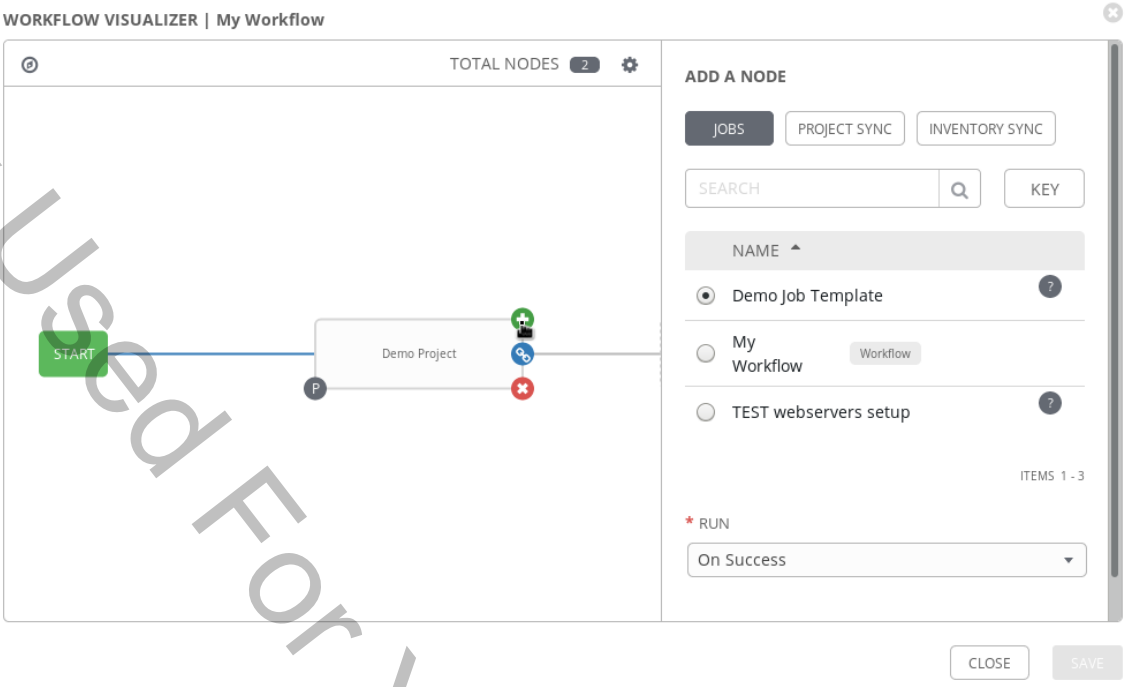 WORKFLOW VISUALIZER | My Workflow
TOTAL NODES 2
ADD A NODE
JOBS
PROJECT SYNC
INVENTORY SYNC
SEARCH
KEY
NAME
Demo Job Template
?
My
Workflow
Workflow
TEST webservers setup
?
ITEMS 1 - 3
* RUN
On Success
START
Demo Project
P
Used For
CLOSE
SAVE